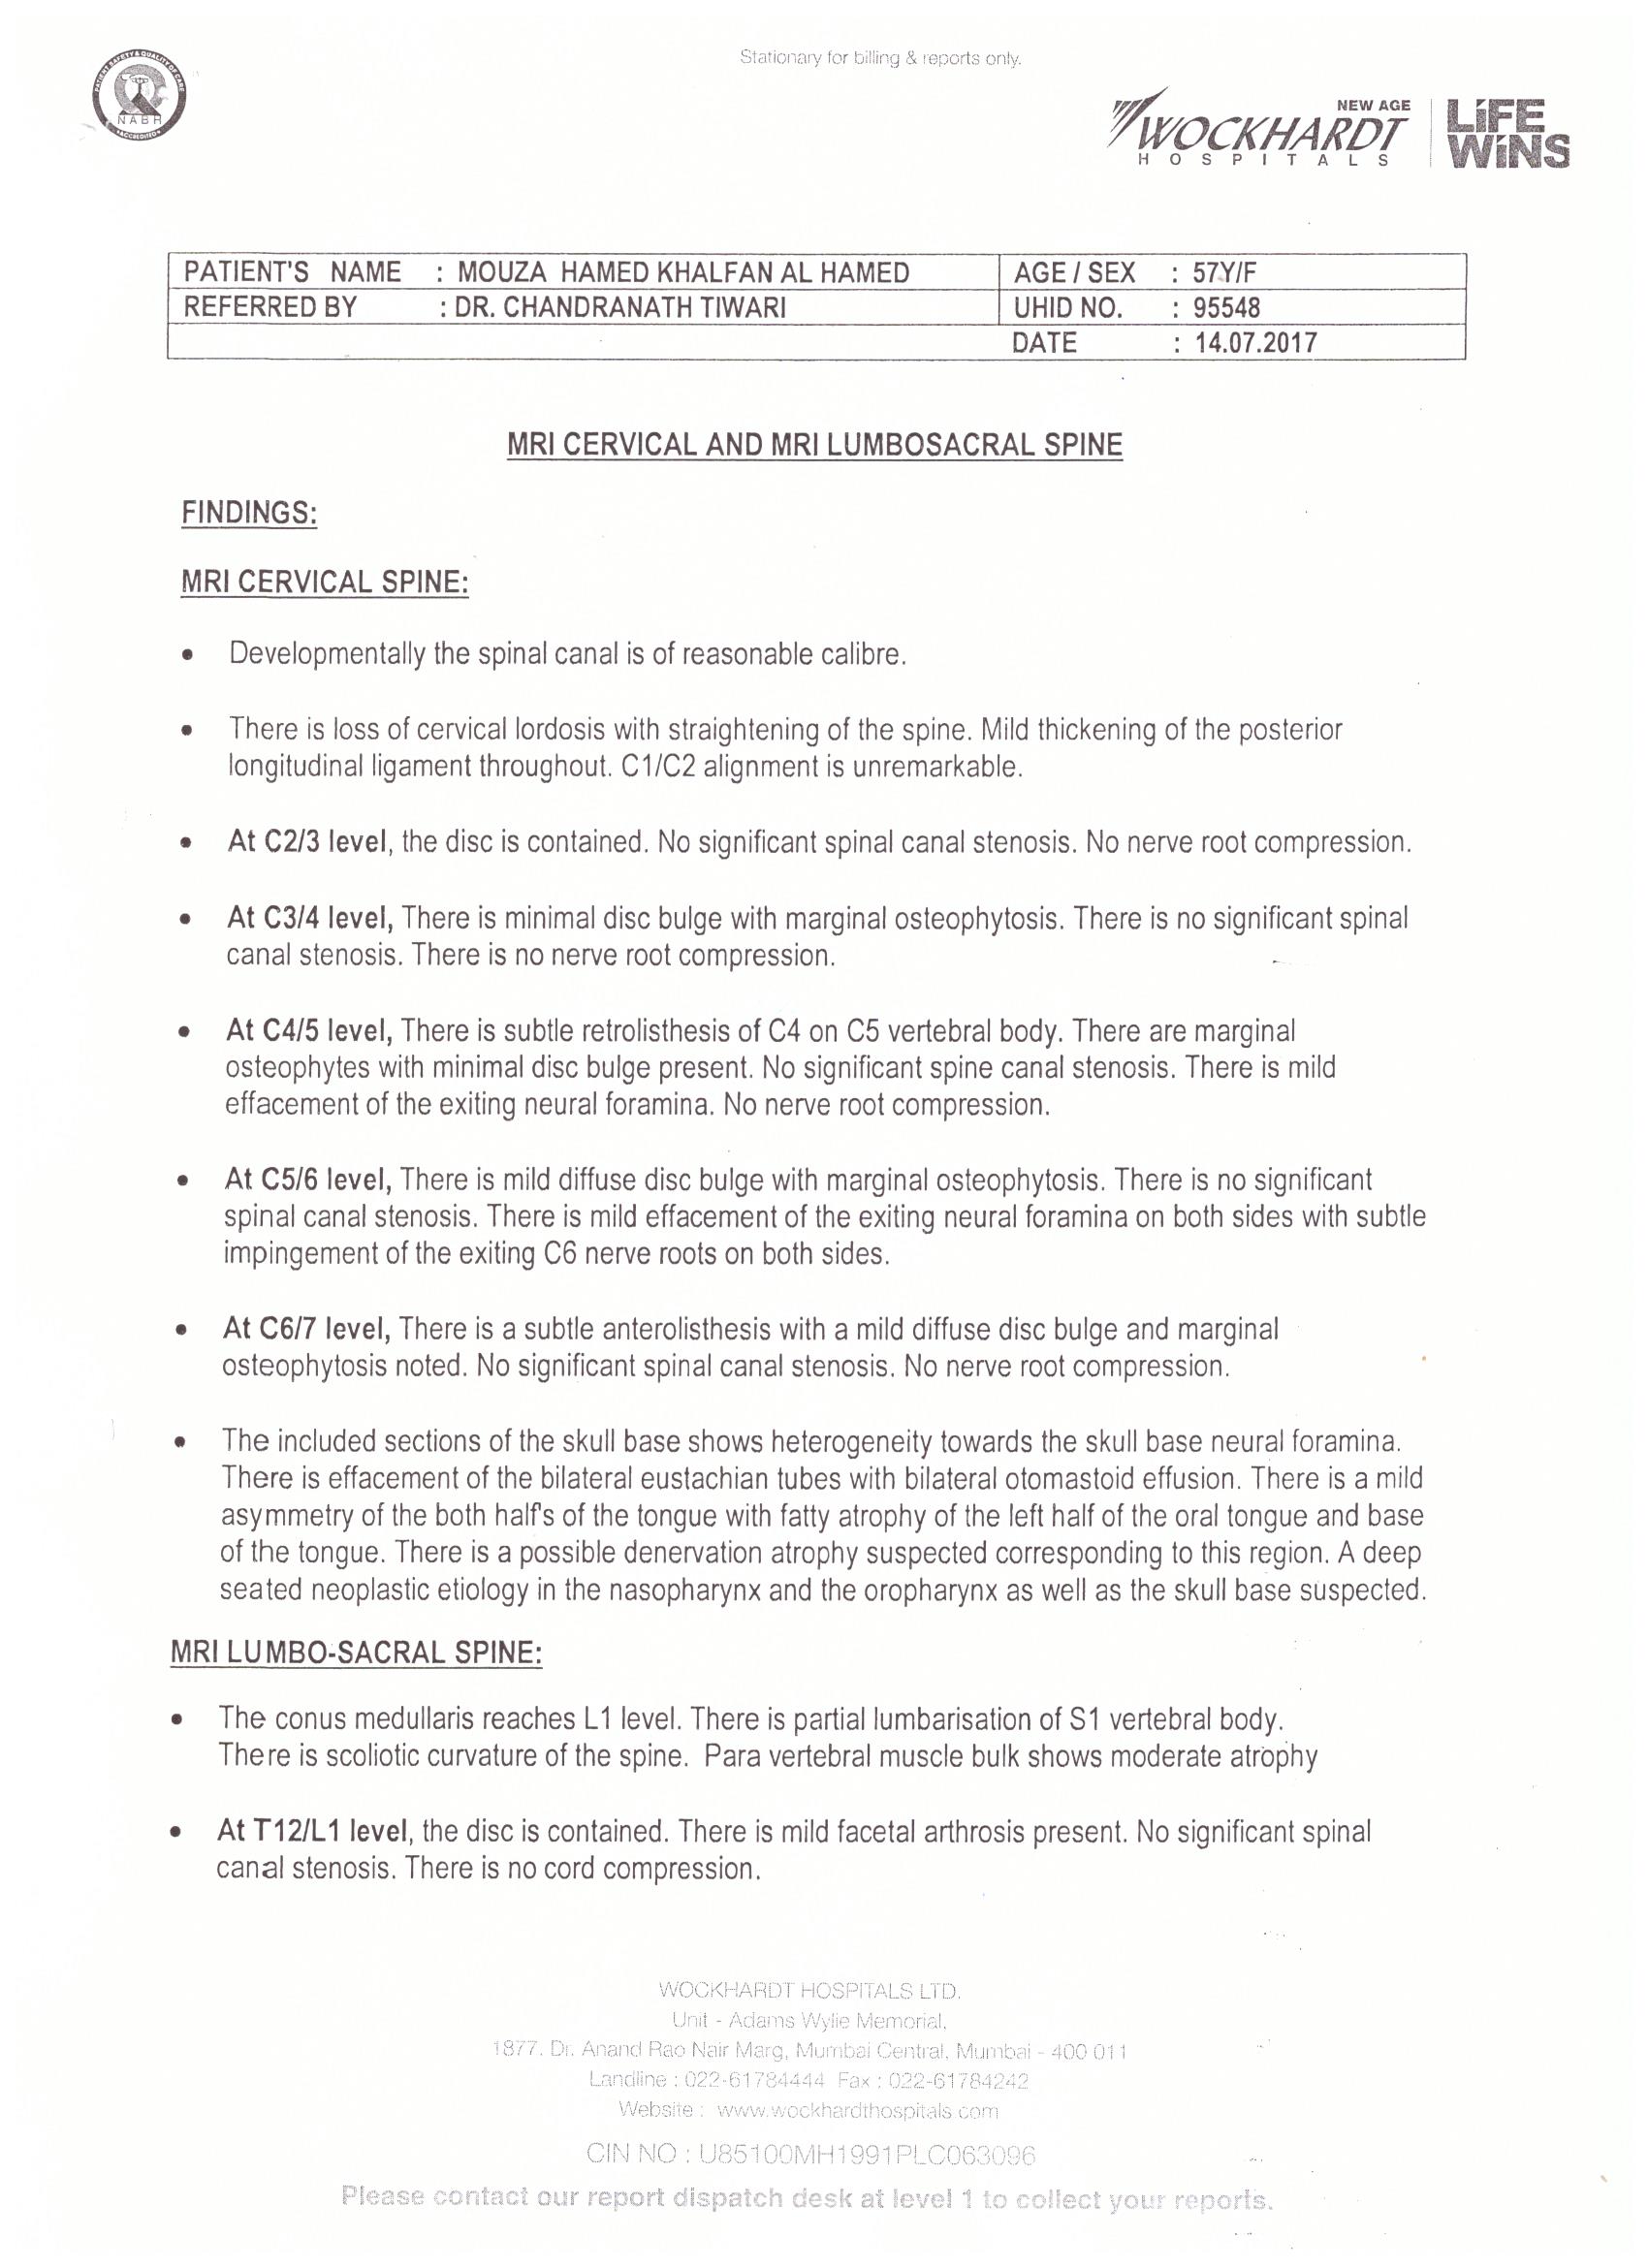 Stationary for billing & reports only.
PATIENT SAFETY & QUALITY OF CARE
NABH
ACCREDITED
NEW AGE
WOCKHARDT
HOSPITALS
LiFE
WiNS
PATIENT'S NAME : MOUZA HAMED KHALFAN AL HAMED AGE / SEX : 57Y/F
REFERRED BY : DR. CHANDRANATH TIWARI UHID NO. : 95548
DATE : 14.07.2017
MRI CERVICAL AND MRI LUMBOSACRAL SPINE
FINDINGS:
MRI CERVICAL SPINE:
• Developmentally the spinal canal is of reasonable calibre.
• There is loss of cervical lordosis with straightening of the spine. Mild thickening of the posterior
longitudinal ligament throughout. C1/C2 alignment is unremarkable.
• At C2/3 level, the disc is contained. No significant spinal canal stenosis. No nerve root compression.
• At C3/4 level, There is minimal disc bulge with marginal osteophytosis. There is no significant spinal
canal stenosis. There is no nerve root compression.
• At C4/5 level, There is subtle retrolisthesis of C4 on C5 vertebral body. There are marginal
osteophytes with minimal disc bulge present. No significant spine canal stenosis. There is mild
effacement of the exiting neural foramina. No nerve root compression.
• At C5/6 level, There is mild diffuse disc bulge with marginal osteophytosis. There is no significant
spinal canal stenosis. There is mild effacement of the exiting neural foramina on both sides with subtle
impingement of the exiting C6 nerve roots on both sides.
• At C6/7 level, There is a subtle anterolisthesis with a mild diffuse disc bulge and marginal
osteophytosis noted. No significant spinal canal stenosis. No nerve root compression.
• The included sections of the skull base shows heterogeneity towards the skull base neural foramina.
There is effacement of the bilateral eustachian tubes with bilateral otomastoid effusion. There is a mild
asymmetry of the both half's of the tongue with fatty atrophy of the left half of the oral tongue and base
of the tongue. There is a possible denervation atrophy suspected corresponding to this region. A deep
seated neoplastic etiology in the nasopharynx and the oropharynx as well as the skull base suspected.
MRI LUMBO-SACRAL SPINE:
• The conus medullaris reaches L1 level. There is partial lumbarisation of S1 vertebral body.
There is scoliotic curvature of the spine. Para vertebral muscle bulk shows moderate atrophy
• At T12/L1 level, the disc is contained. There is mild facetal arthrosis present. No significant spinal
canal stenosis. There is no cord compression.
WOCKHARDT HOSPITALS LTD.
Unit - Adams Wylie Memorial,
1877, Dr. Anand Rao Nair Marg, Mumbai Central, Mumbai - 400 011
Landline : 022-61784444 Fax : 022-61784242
Website : www.wockhardthospitals.com
CIN NO : U85100MH1991PLC063096
Please contact our report dispatch desk at level 1 to collect your reports.